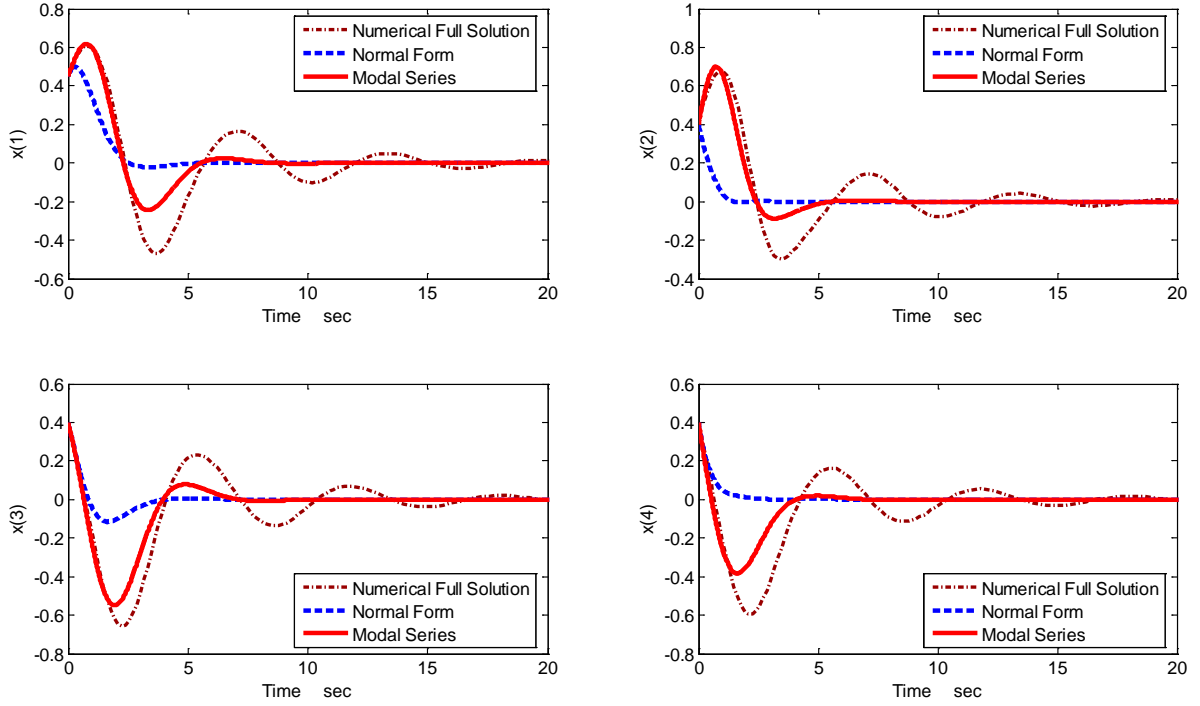 0.8
0.6
0.4
0.2
0
-0.2
-0.4
-0.6
0
5
10
15
20
x(1)
Time sec
Numerical Full Solution
Normal Form
Modal Series
1
0.8
0.6
0.4
0.2
0
-0.2
-0.4
0
5
10
15
20
x(2)
Time sec
Numerical Full Solution
Normal Form
Modal Series
0.6
0.4
0.2
0
-0.2
-0.4
-0.6
-0.8
0
5
10
15
20
x(3)
Time sec
Numerical Full Solution
Normal Form
Modal Series
0.6
0.4
0.2
0
-0.2
-0.4
-0.6
-0.8
0
5
10
15
20
x(4)
Time sec
Numerical Full Solution
Normal Form
Modal Series